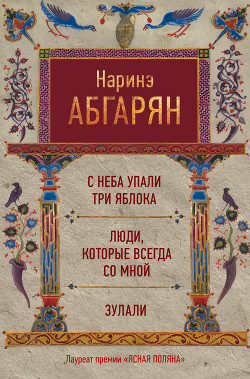 Наринэ
АБГАРЯН
С НЕБА УПАЛИ
ТРИ ЯБЛОКА
ЛЮДИ,
КОТОРЫЕ ВСЕГДА
СО МНОЙ
ЗУЛАЛИ
Лауреат премии «ЯСНАЯ ПОЛЯНА»